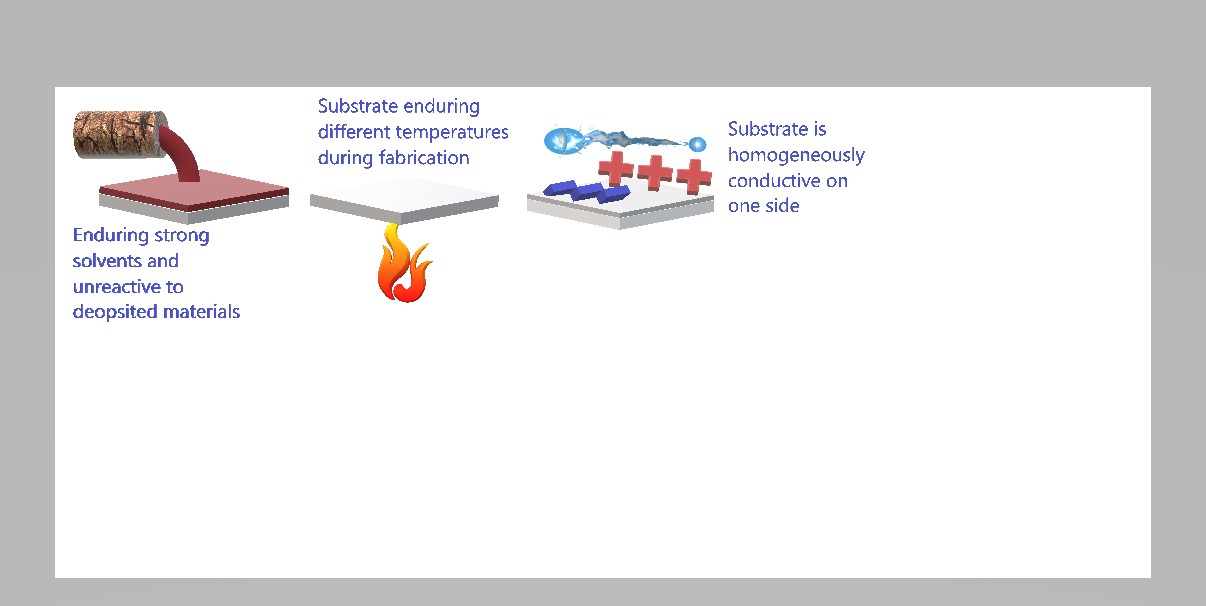 Enduring strong
solvents and
unreactive to
deopsited materials
Substrate enduring
different temperatures
during fabrication
Substrate is
homogeneously
conductive on
one side